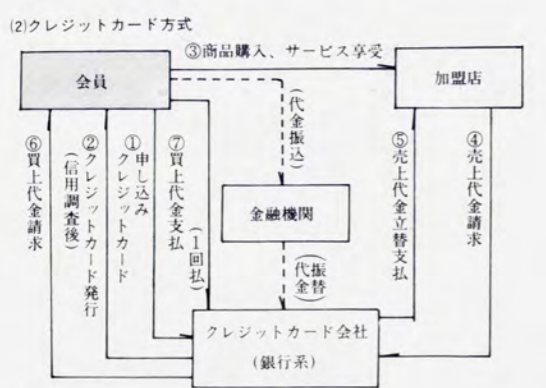 (2)クレジットカード方式
③商品購入、サービス享受
会員
加盟店
⑥買上代金請求
②クレジットカード発行
(信用調査後)
①クレジットカード
申し込み
⑦買上代金支払
(1回払)
(代金振込)
金融機関
(代金振替)
⑤売上代金立替支払
④売上代金請求
クレジットカード会社
(銀行系)